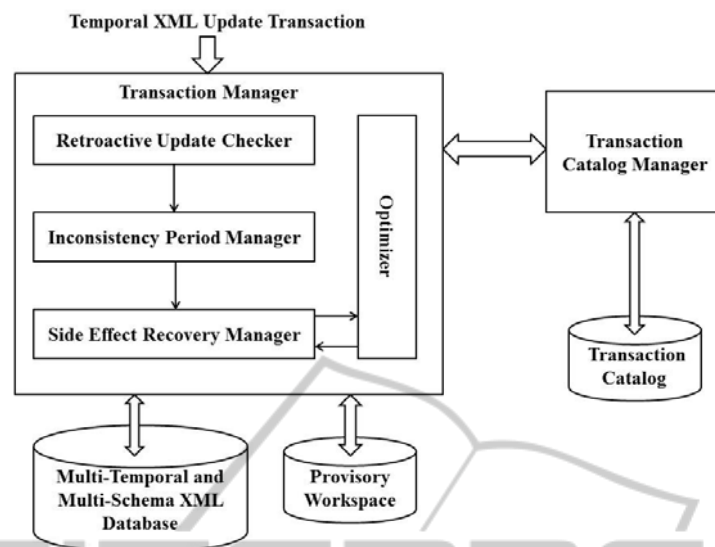 Temporal XML Update Transaction
Transaction Manager
Retroactive Update Checker
Inconsistency Period Manager
Side Effect Recovery Manager
Optimizer
Transaction
Catalog Manager
Transaction
Catalog
Multi-Temporal and
Multi-Schema XML
Database
Provisory
Workspace